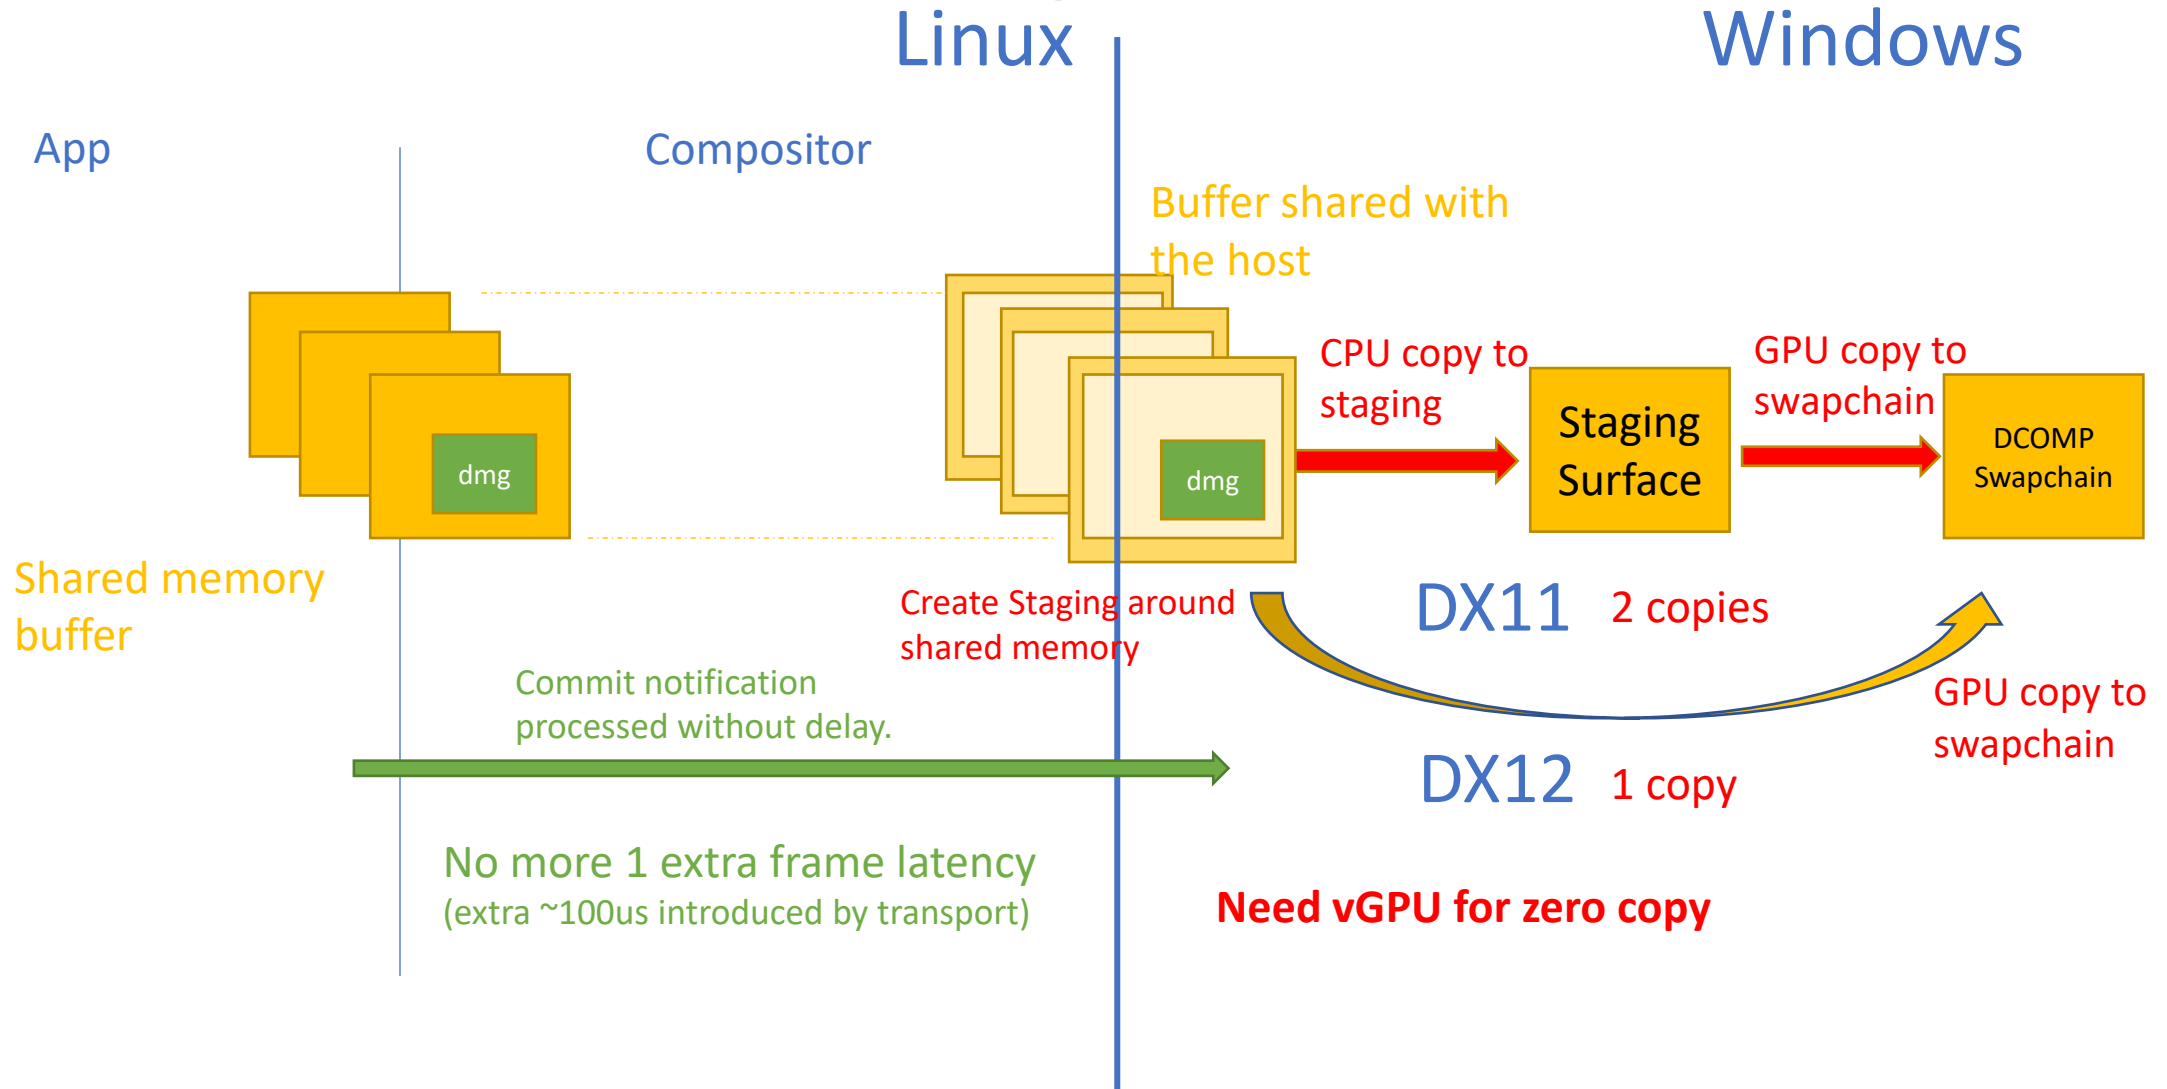 Linux
Windows
App
Compositor
Buffer shared with
the host
CPU copy to
staging
GPU copy to
swapchain
Staging
Surface
DCOMP
Swapchain
dmg
dmg
Shared memory
buffer
Create Staging around
shared memory
DX11
2 copies
Commit notification
processed without delay.
GPU copy to
swapchain
DX12
1 copy
No more 1 extra frame latency
(extra ~100us introduced by transport)
Need vGPU for zero copy